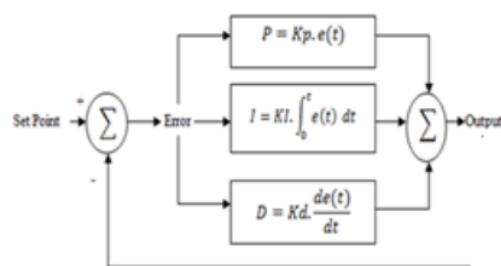 P = Kp. e(t)
+
Set Point
∑
Error
I = KI. ∫₀ᵗ e(t) dt
∑
Output
-
D = Kd. de(t)/dt